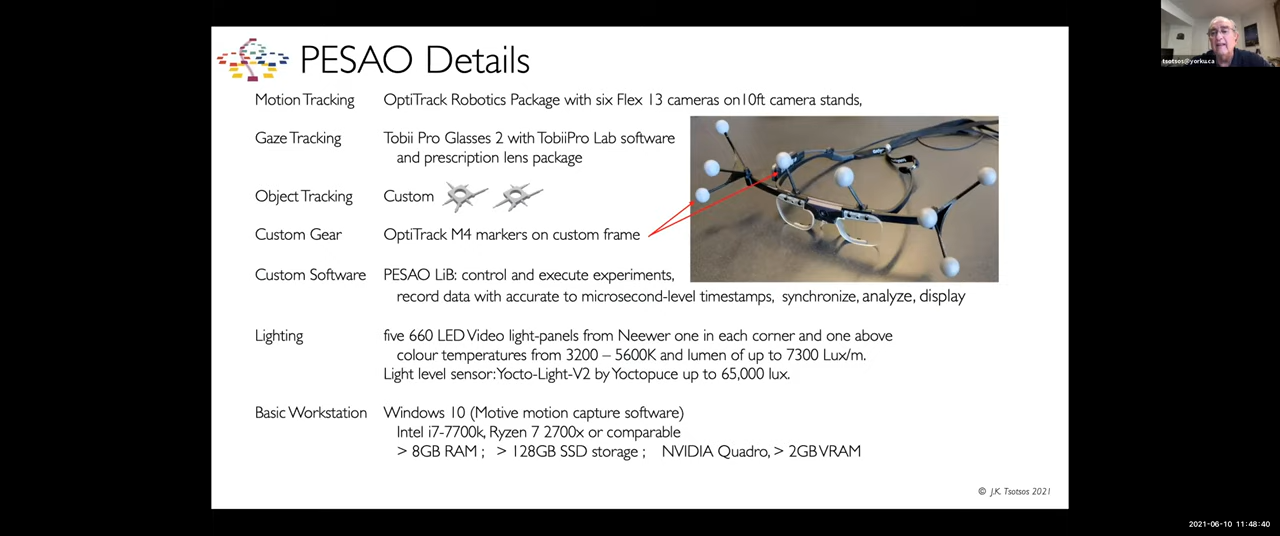 PESAO Details
tsotsos@yorku.ca
Motion Tracking OptiTrack Robotics Package with six Flex 13 cameras on10ft camera stands,
Gaze Tracking Tobii Pro Glasses 2 with TobiiPro Lab software
and prescription lens package
Object Tracking Custom
Custom Gear OptiTrack M4 markers on custom frame
Custom Software PESAO LiB: control and execute experiments,
record data with accurate to microsecond-level timestamps, synchronize, analyze, display
Lighting five 660 LED Video light-panels from Neewer one in each corner and one above
colour temperatures from 3200 – 5600K and lumen of up to 7300 Lux/m.
Light level sensor: Yocto-Light-V2 by Yoctopuce up to 65,000 lux.
Basic Workstation Windows 10 (Motive motion capture software)
Intel i7-7700k, Ryzen 7 2700x or comparable
> 8GB RAM ; > 128GB SSD storage ; NVIDIA Quadro, > 2GB VRAM
© J.K. Tsotsos 2021
2021-06-10 11:48:40